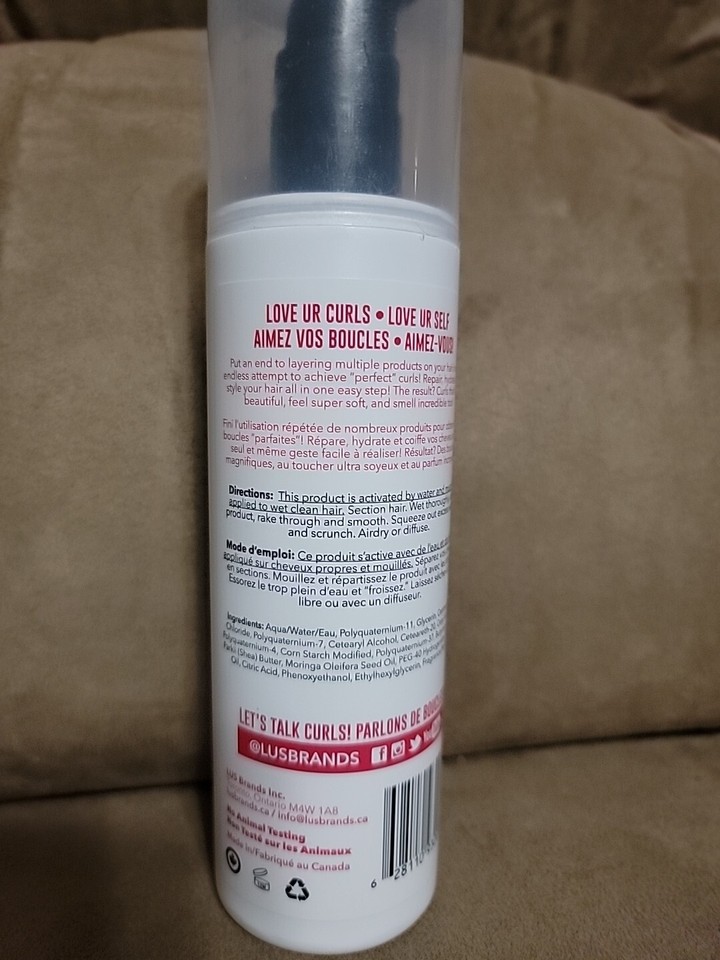 LOVE UR CURLS • LOVE UR SELF
AIMEZ VOS BOUCLES • AIMEZ-VOUS!
Put an end to layering multiple products on your
endless attempt to achieve "perfect" curls! Repair,
style your hair all in one easy step! The result?
beautiful, feel super soft, and smell incredible
Fini l'utilisation répétée de nombreux produits pour
boucles "parfaites"! Répare, hydrate et coiffe vos
seul et même geste facile à réaliser! Résultat? Des
magnifiques, au toucher ultra soyeux et au parfum
Directions: This product is activated by water and
applied to wet clean hair. Section hair. Wet
product, rake through and smooth. Squeeze out
and scrunch. Airdry or diffuse.
Mode d'emploi: Ce produit s'active avec de l'eau
appliqué sur cheveux propres et mouillés.
en sections. Mouillez et répartissez le produit avec
Essorez le trop plein d'eau et "froissez." Laissez
libre ou avec un diffuseur.
Ingredients: Aqua/Water/Eau, Polyquaternium-11, Glycerin,
Chloride, Polyquaternium-7, Cetearyl Alcohol, Ceteareth-20,
Polyquaternium-4, Corn Starch Modified,
Parkii (Shea) Butter, Moringa Oleifera Seed Oil, PEG-40
Oil, Citric Acid, Phenoxyethanol, Ethylhexylglycerin,
LET'S TALK CURLS! PARLONS DE
@LUSBRANDS
LUS Brands Inc.
Ontario M4W 1A8
lusbrands.ca / info@lusbrands.ca
No Animal Testing
Non Testé sur les Animaux
Made in/Fabriqué au Canada
6 28110